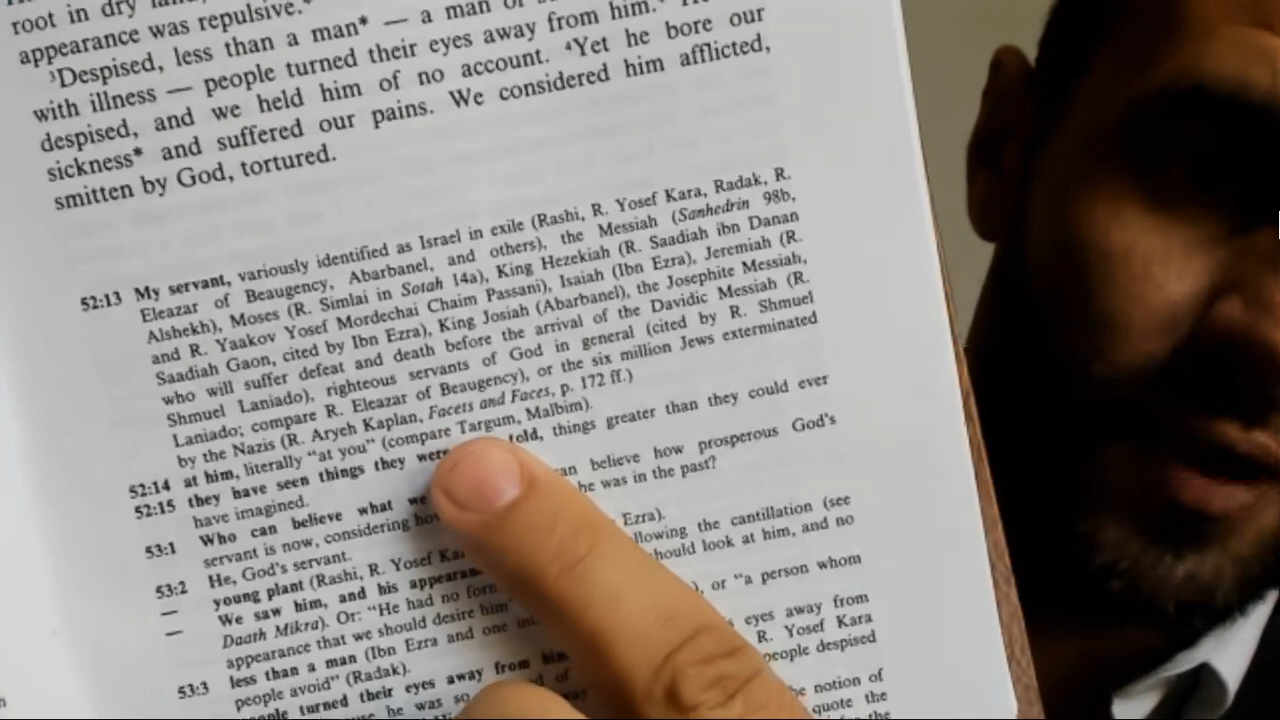 root in dry land,
appearance was repulsive.*
³Despised, less than a man* — a man of
with illness — people turned their eyes away from him.*
despised, and we held him of no account. ⁴Yet he bore our
sickness* and suffered our pains. We considered him afflicted,
smitten by God, tortured.
52:13 My servant, variously identified as Israel in exile (Rashi, R. Yosef Kara, Radak, R.
Eleazar of Beaugency, Abarbanel, and others), the Messiah (Sanhedrin 98b,
Alshekh), Moses (R. Simlai in Sotah 14a), King Hezekiah (R. Saadiah ibn Danan
and R. Yaakov Yosef Mordechai Chaim Passani), Isaiah (Ibn Ezra), Jeremiah (R.
Saadiah Gaon, cited by Ibn Ezra), King Josiah (Abarbanel), the Josephite Messiah,
who will suffer defeat and death before the arrival of the Davidic Messiah (R.
Shmuel Laniado), righteous servants of God in general (cited by R. Shmuel
Laniado; compare R. Eleazar of Beaugency), or the six million Jews exterminated
by the Nazis (R. Aryeh Kaplan, Facets and Faces, p. 172 ff.)
52:14 at him, literally "at you" (compare Targum, Malbim).
52:15 they have seen things they were told, things greater than they could ever
have imagined.
53:1 Who can believe what we can believe how prosperous God's
servant is now, considering how he was in the past?
53:2 He, God's servant.
— young plant (Rashi, R. Yosef Ezra).
— We saw him, and his llowing the cantillation (see
Daath Mikra). Or: "He had no should look at him, and no
appearance that we should desire him
less than a man (Ibn Ezra and one or "a person whom
people avoid" (Radak).
53:3 people turned their eyes away from him eyes away from
he was so R. Yosef Kara
people despised
notion of
quote the